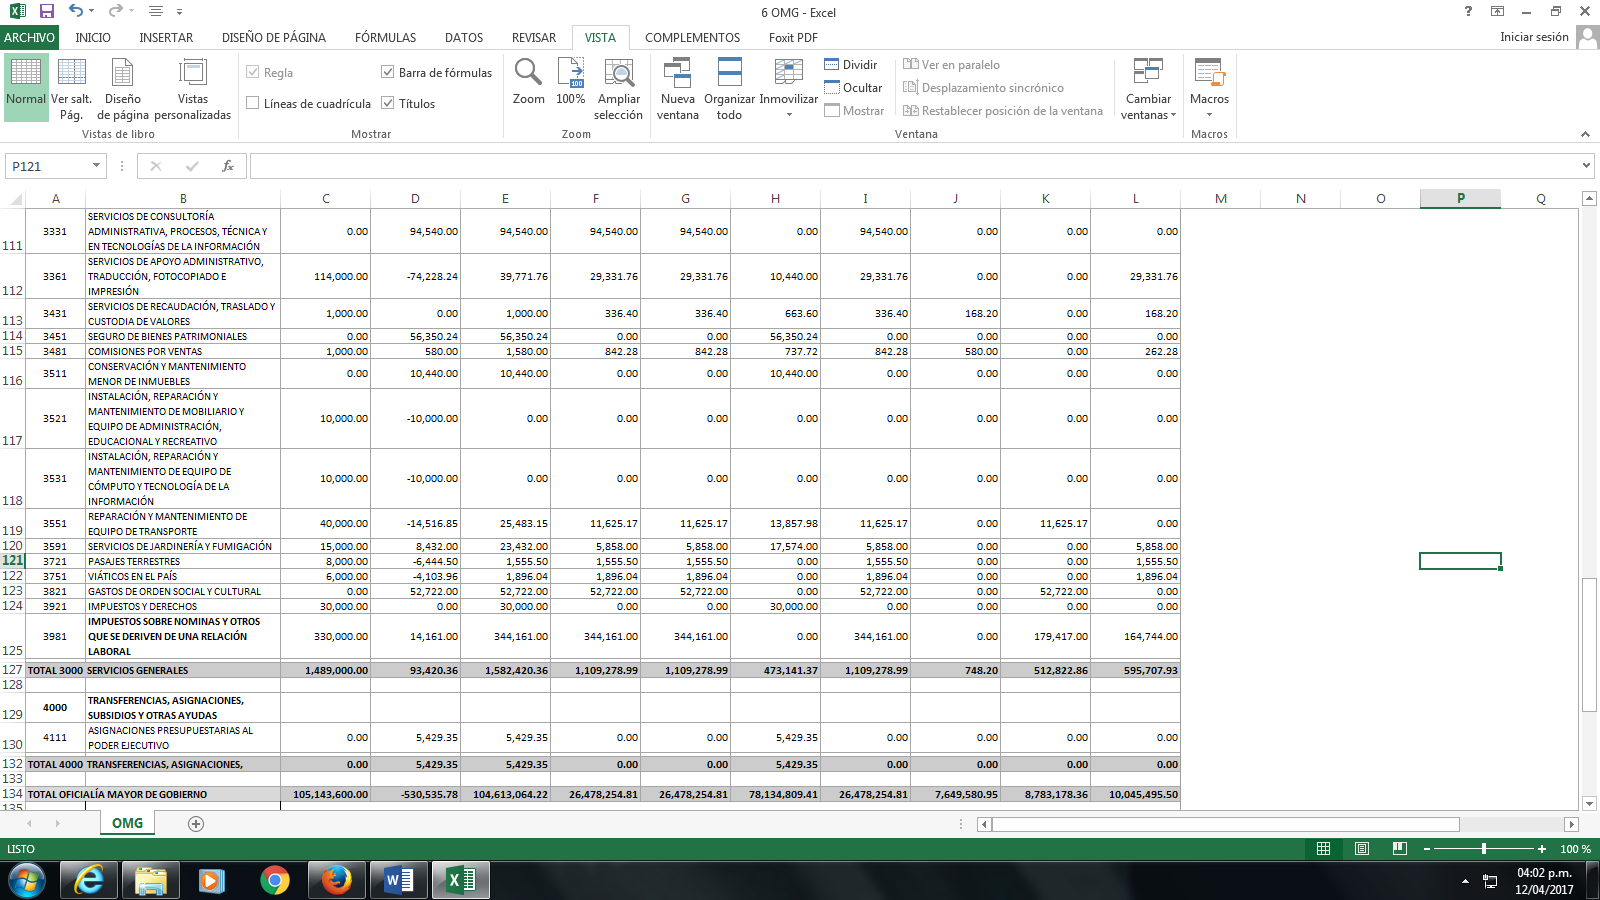 6 OMG - Excel
?
ARCHIVO INICIO INSERTAR DISEÑO DE PÁGINA FÓRMULAS DATOS REVISAR VISTA COMPLEMENTOS Foxit PDF Iniciar sesión
Normal
Ver salt. Pág.
Diseño de página
Vistas personalizadas
Vistas de libro
Regla
Barra de fórmulas
Líneas de cuadrícula
Títulos
Mostrar
Zoom
100
100%
Ampliar selección
Zoom
Nueva ventana
Organizar todo
Inmovilizar
Dividir
Ocultar
Mostrar
Ver en paralelo
Desplazamiento sincrónico
Restablecer posición de la ventana
Cambiar ventanas
Ventana
Macros
Macros
P121
fx
A B C D E F G H I J K L M N O P Q
SERVICIOS DE CONSULTORÍA
ADMINISTRATIVA, PROCESOS, TÉCNICA Y
EN TECNOLOGÍAS DE LA INFORMACIÓN
111 3331 0.00 94,540.00 94,540.00 94,540.00 94,540.00 0.00 94,540.00 0.00 0.00 0.00
SERVICIOS DE APOYO ADMINISTRATIVO,
TRADUCCIÓN, FOTOCOPIADO E
IMPRESIÓN
112 3361 114,000.00 -74,228.24 39,771.76 29,331.76 29,331.76 10,440.00 29,331.76 0.00 0.00 29,331.76
SERVICIOS DE RECAUDACIÓN, TRASLADO Y
CUSTODIA DE VALORES
113 3431 1,000.00 0.00 1,000.00 336.40 336.40 663.60 336.40 168.20 0.00 168.20
114 3451 SEGURO DE BIENES PATRIMONIALES 0.00 56,350.24 56,350.24 0.00 0.00 56,350.24 0.00 0.00 0.00 0.00
115 3481 COMISIONES POR VENTAS 1,000.00 580.00 1,580.00 842.28 842.28 737.72 842.28 580.00 0.00 262.28
CONSERVACIÓN Y MANTENIMIENTO
MENOR DE INMUEBLES
116 3511 0.00 10,440.00 10,440.00 0.00 0.00 10,440.00 0.00 0.00 0.00 0.00
INSTALACIÓN, REPARACIÓN Y
MANTENIMIENTO DE MOBILIARIO Y
EQUIPO DE ADMINISTRACIÓN,
EDUCACIONAL Y RECREATIVO
117 3521 10,000.00 -10,000.00 0.00 0.00 0.00 0.00 0.00 0.00 0.00 0.00
INSTALACIÓN, REPARACIÓN Y
MANTENIMIENTO DE EQUIPO DE
CÓMPUTO Y TECNOLOGÍA DE LA
INFORMACIÓN
118 3531 10,000.00 -10,000.00 0.00 0.00 0.00 0.00 0.00 0.00 0.00 0.00
REPARACIÓN Y MANTENIMIENTO DE
EQUIPO DE TRANSPORTE
119 3551 40,000.00 -14,516.85 25,483.15 11,625.17 11,625.17 13,857.98 11,625.17 0.00 11,625.17 0.00
120 3591 SERVICIOS DE JARDINERÍA Y FUMIGACIÓN 15,000.00 8,432.00 23,432.00 5,858.00 5,858.00 17,574.00 5,858.00 0.00 0.00 5,858.00
121 3721 PASAJES TERRESTRES 8,000.00 -6,444.50 1,555.50 1,555.50 1,555.50 0.00 1,555.50 0.00 0.00 1,555.50
122 3751 VIÁTICOS EN EL PAÍS 6,000.00 -4,103.96 1,896.04 1,896.04 1,896.04 0.00 1,896.04 0.00 0.00 1,896.04
123 3821 GASTOS DE ORDEN SOCIAL Y CULTURAL 0.00 52,722.00 52,722.00 52,722.00 52,722.00 0.00 52,722.00 0.00 52,722.00 0.00
124 3921 IMPUESTOS Y DERECHOS 30,000.00 0.00 30,000.00 0.00 0.00 30,000.00 0.00 0.00 0.00 0.00
IMPUESTOS SOBRE NOMINAS Y OTROS
QUE SE DERIVEN DE UNA RELACIÓN
LABORAL
125 3981 330,000.00 14,161.00 344,161.00 344,161.00 344,161.00 0.00 344,161.00 0.00 179,417.00 164,744.00
127 TOTAL 3000 SERVICIOS GENERALES 1,489,000.00 93,420.36 1,582,420.36 1,109,278.99 1,109,278.99 473,141.37 1,109,278.99 748.20 512,822.86 595,707.93
128
TRANSFERENCIAS, ASIGNACIONES,
SUBSIDIOS Y OTRAS AYUDAS
129 4000
ASIGNACIONES PRESUPUESTARIAS AL
PODER EJECUTIVO
130 4111 0.00 5,429.35 5,429.35 0.00 0.00 5,429.35 0.00 0.00 0.00 0.00
132 TOTAL 4000 TRANSFERENCIAS, ASIGNACIONES, 0.00 5,429.35 5,429.35 0.00 0.00 5,429.35 0.00 0.00 0.00 0.00
133
134 TOTAL OFICIALÍA MAYOR DE GOBIERNO 105,143,600.00 -530,535.78 104,613,064.22 26,478,254.81 26,478,254.81 78,134,809.41 26,478,254.81 7,649,580.95 8,783,178.36 10,045,495.50
135
OMG
LISTO
100 %
04:02 p.m.
12/04/2017